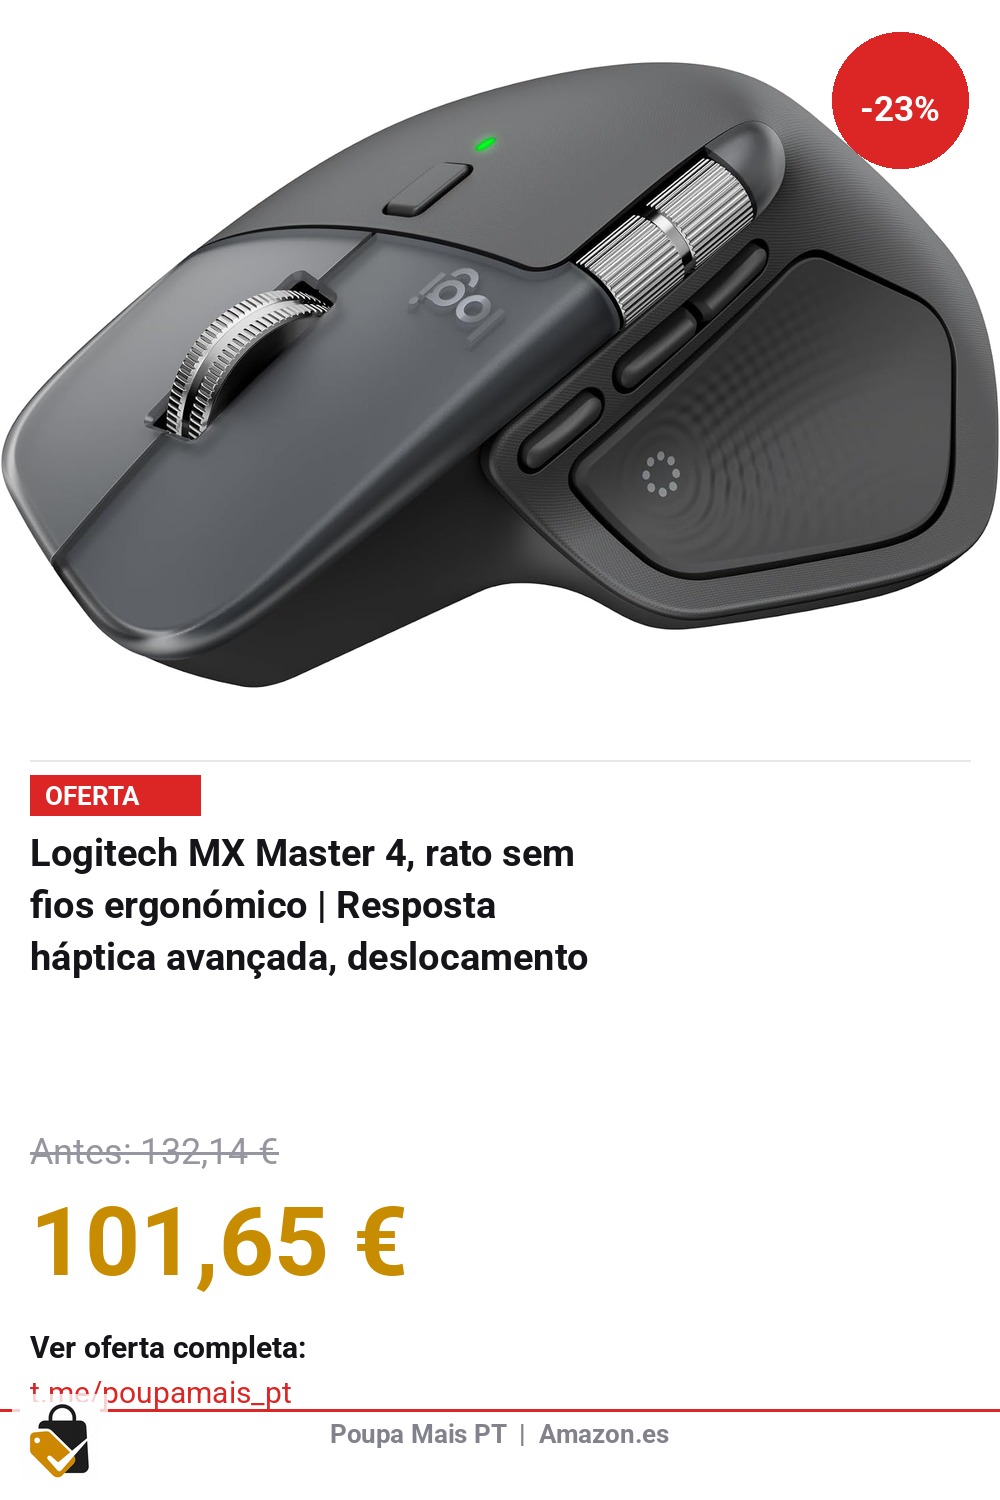 -23%
logi
OFERTA
Logitech MX Master 4, rato sem
fios ergonómico | Resposta
háptica avançada, deslocamento
Antes: 132,14 €
101,65 €
Ver oferta completa:
t.me/poupamais_pt
Poupa Mais PT | Amazon.es